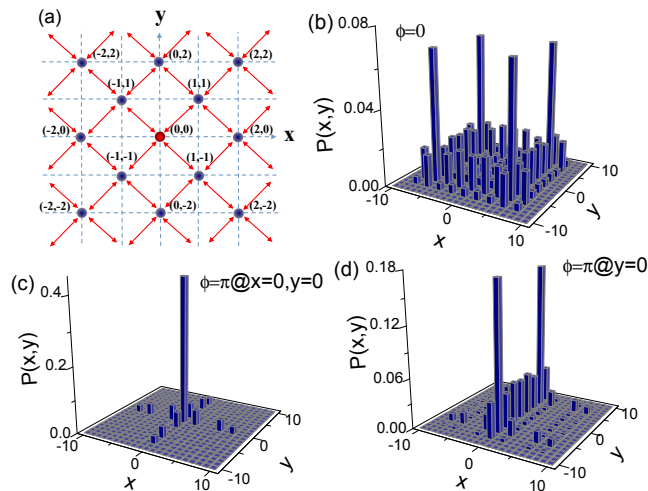 (a)
y
(-2,2)
(0,2)
(2,2)
(-1,1)
(1,1)
(-2,0)
(0,0)
(2,0)
x
(-1,-1)
(1,-1)
(-2,-2)
(0,-2)
(2,-2)
(b)
ϕ=0
0.08
0.04
0.00
P(x,y)
-10
0
10
x
-10
0
10
y
(c)
ϕ=π@x=0,y=0
0.4
0.2
0.0
P(x,y)
-10
0
10
x
-10
0
10
y
(d)
ϕ=π@y=0
0.18
0.12
0.06
0.00
P(x,y)
-10
0
10
x
-10
0
10
y